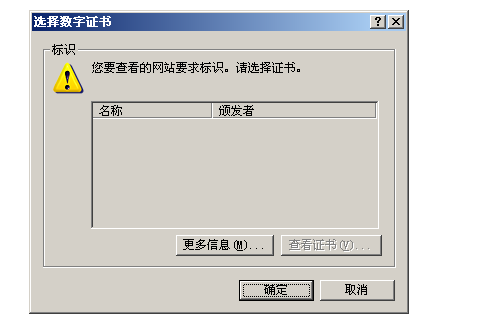 选择数字证书
标识
您要查看的网站要求标识。请选择证书。
名称 颁发者
更多信息(M)... 查看证书(V)...
确定 取消